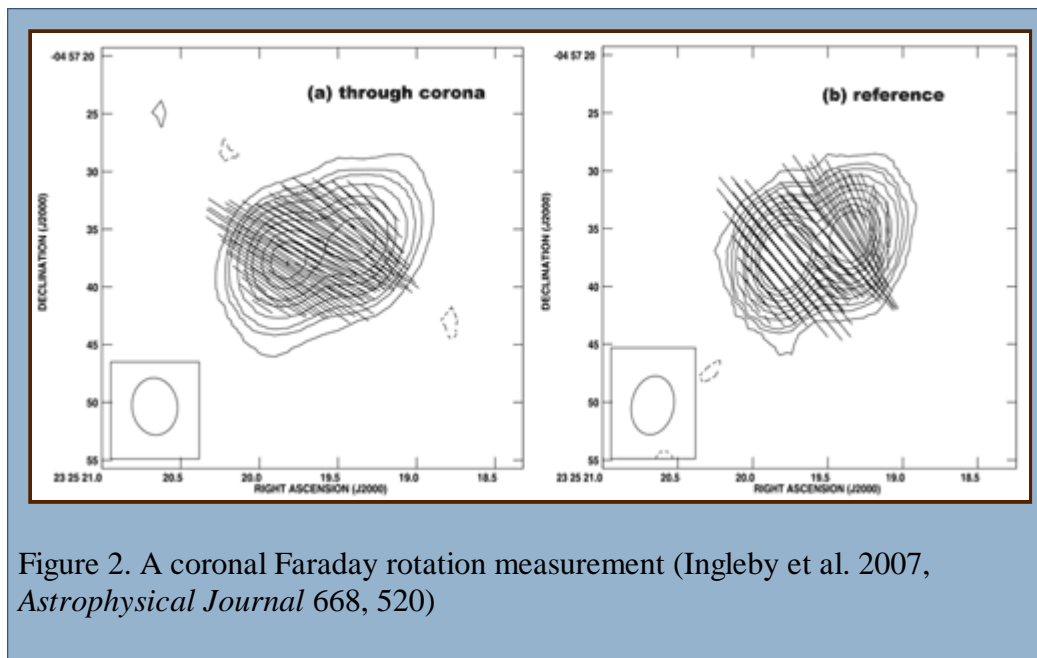 (a) through corona
(b) reference
-04 57 20
25
30
35
40
45
50
55
DECLINATION (J2000)
23 25 21.0
20.5
20.0
19.5
19.0
18.5
RIGHT ASCENSION (J2000)
-04 57 20
25
30
35
40
45
50
55
DECLINATION (J2000)
23 25 21.0
20.5
20.0
19.5
19.0
18.5
RIGHT ASCENSION (J2000)
Figure 2. A coronal Faraday rotation measurement (Ingleby et al. 2007,
Astrophysical Journal 668, 520)